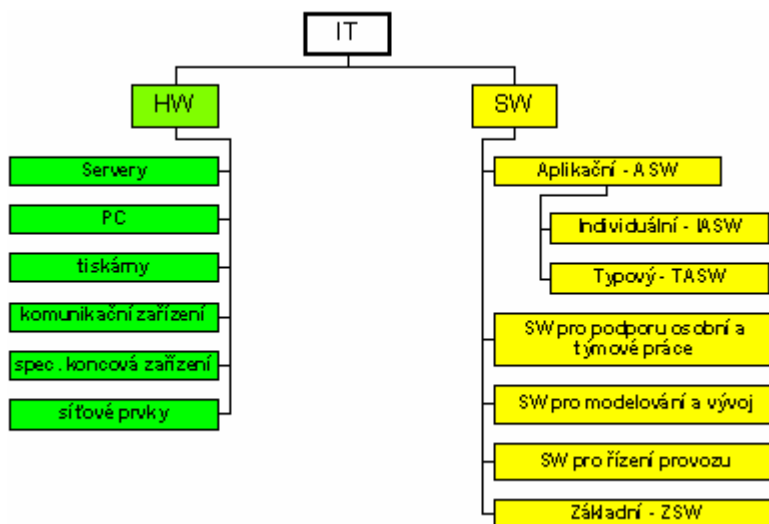 IT
HW
SW
Servery
PC
tiskárny
komunikační zařízení
spec. koncová zařízení
síťové prvky
Aplikační - ASW
Individuální - IASW
Typový - TASW
SW pro podporu osobní a
týmové práce
SW pro modelování a vývoj
SW pro řízení provozu
Základní - ZSW